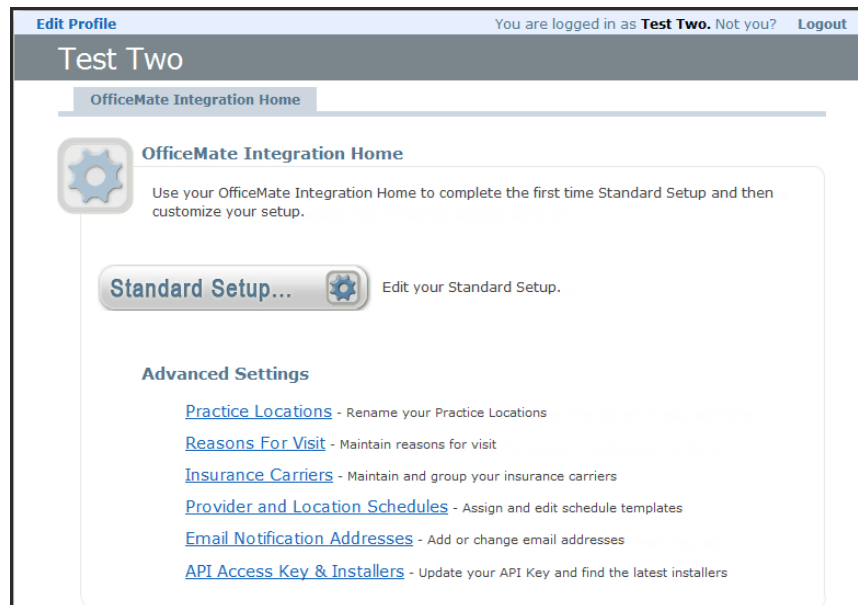 Edit Profile You are logged in as Test Two. Not you? Logout
Test Two
OfficeMate Integration Home
OfficeMate Integration Home
Use your OfficeMate Integration Home to complete the first time Standard Setup and then
customize your setup.
Standard Setup... Edit your Standard Setup.
Advanced Settings
Practice Locations - Rename your Practice Locations
Reasons For Visit - Maintain reasons for visit
Insurance Carriers - Maintain and group your insurance carriers
Provider and Location Schedules - Assign and edit schedule templates
Email Notification Addresses - Add or change email addresses
API Access Key & Installers - Update your API Key and find the latest installers